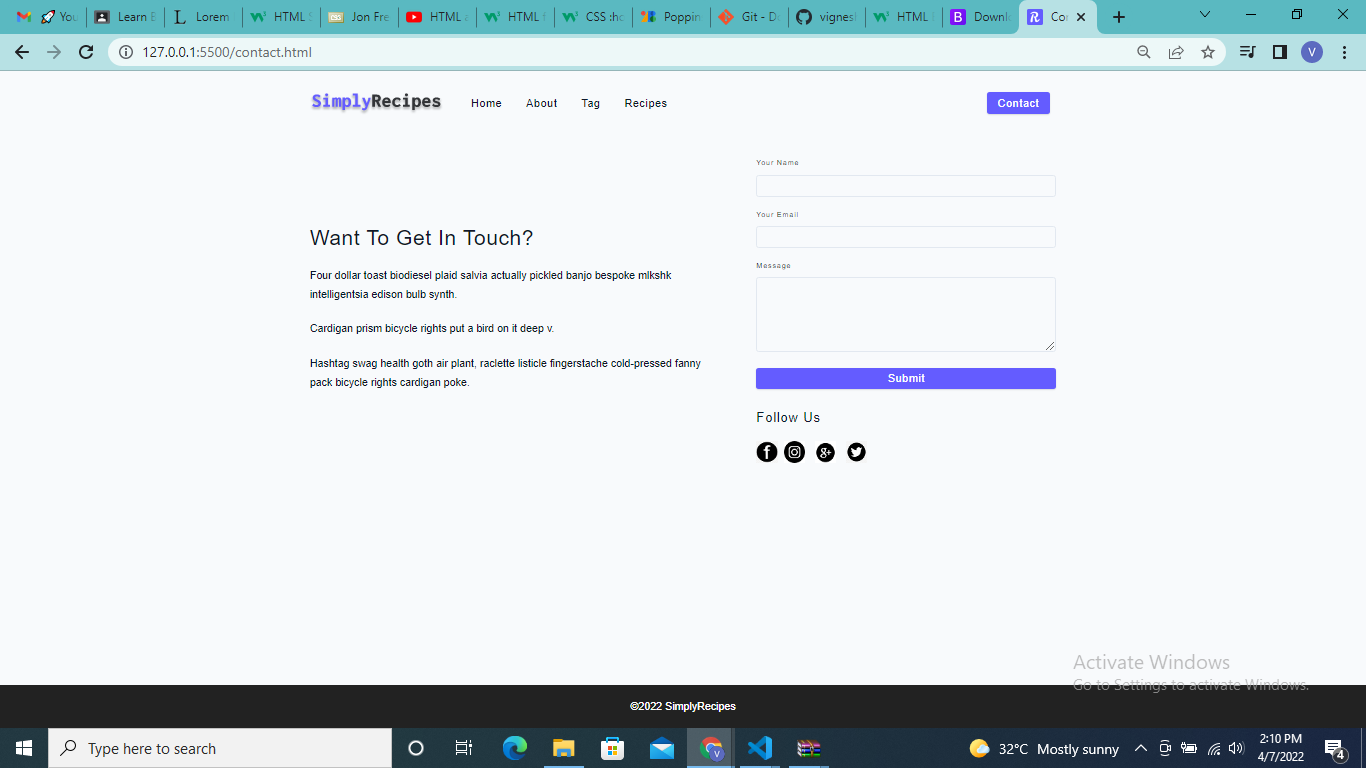 You
Learn
Lorem
HTML
Jon Fre
HTML
HTML
CSS :ho
Poppin
Git - D
vignes
HTML
Downl
Co
127.0.0.1:5500/contact.html
V
SimplyRecipes
Home
About
Tag
Recipes
Contact
Want To Get In Touch?
Four dollar toast biodiesel plaid salvia actually pickled banjo bespoke mlkshk
intelligentsia edison bulb synth.
Cardigan prism bicycle rights put a bird on it deep v.
Hashtag swag health goth air plant, raclette listicle fingerstache cold-pressed fanny
pack bicycle rights cardigan poke.
Your Name
Your Email
Message
Submit
Follow Us
Activate Windows
Go to Settings to activate Windows.
©2022 SimplyRecipes
Type here to search
32°C Mostly sunny
2:10 PM
4/7/2022
4